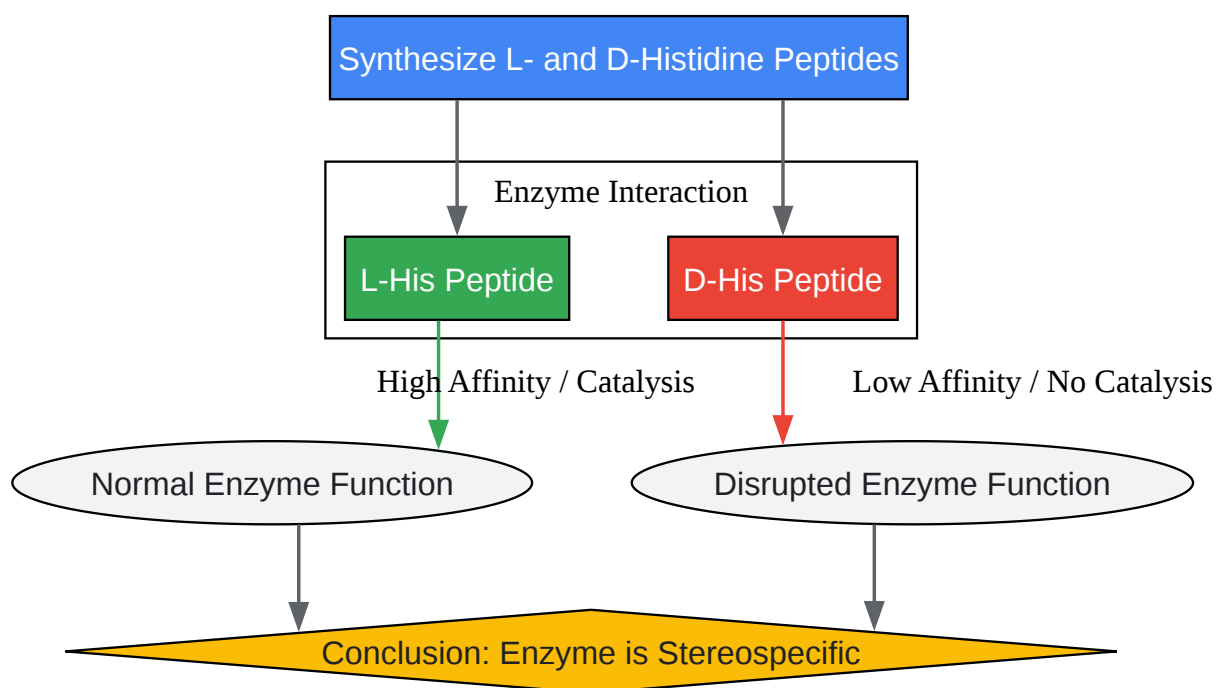 Synthesize L- and D-Histidine Peptides
Enzyme Interaction
L-His Peptide
D-His Peptide
High Affinity / Catalysis
Low Affinity / No Catalysis
Normal Enzyme Function
Disrupted Enzyme Function
Conclusion: Enzyme is Stereospecific